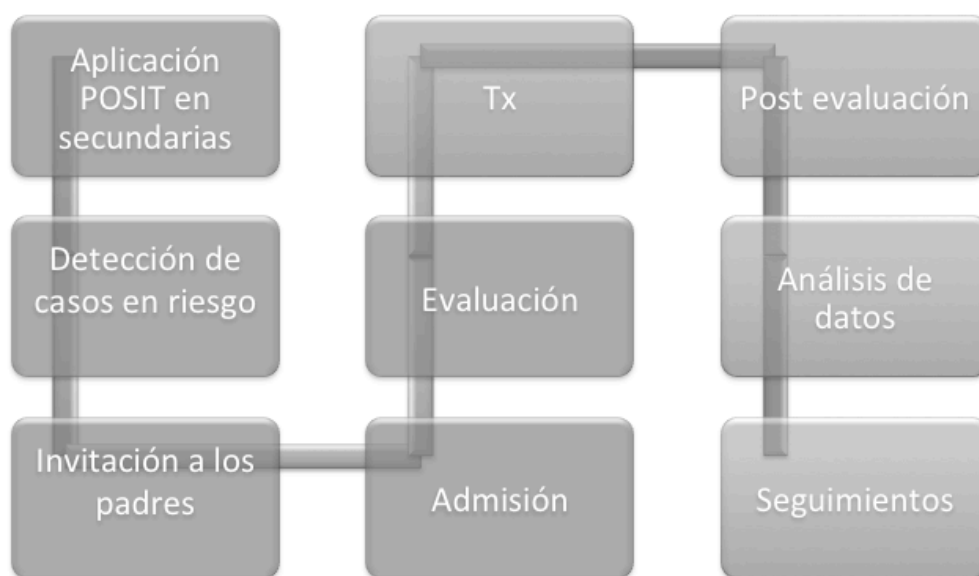 Aplicación
POSIT en
secundarias
Detección de
casos en riesgo
Invitación a los
padres
Admisión
Evaluación
Tx
Post evaluación
Análisis de
datos
Seguimientos